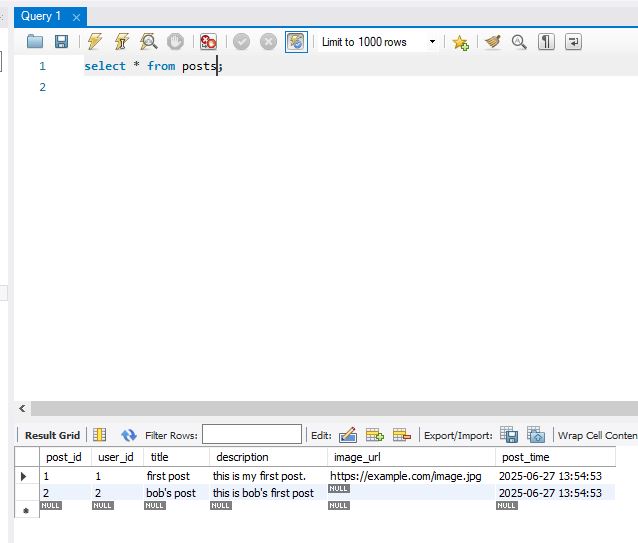 Query 1
Limit to 1000 rows
1 select * from posts;
2
Result Grid Filter Rows: Edit: Export/Import: Wrap Cell Conten
post_id user_id title description image_url post_time
1 1 first post this is my first post. https://example.com/image.jpg 2025-06-27 13:54:53
2 2 bob's post this is bob's first post NULL 2025-06-27 13:54:53
NULL NULL NULL NULL NULL NULL